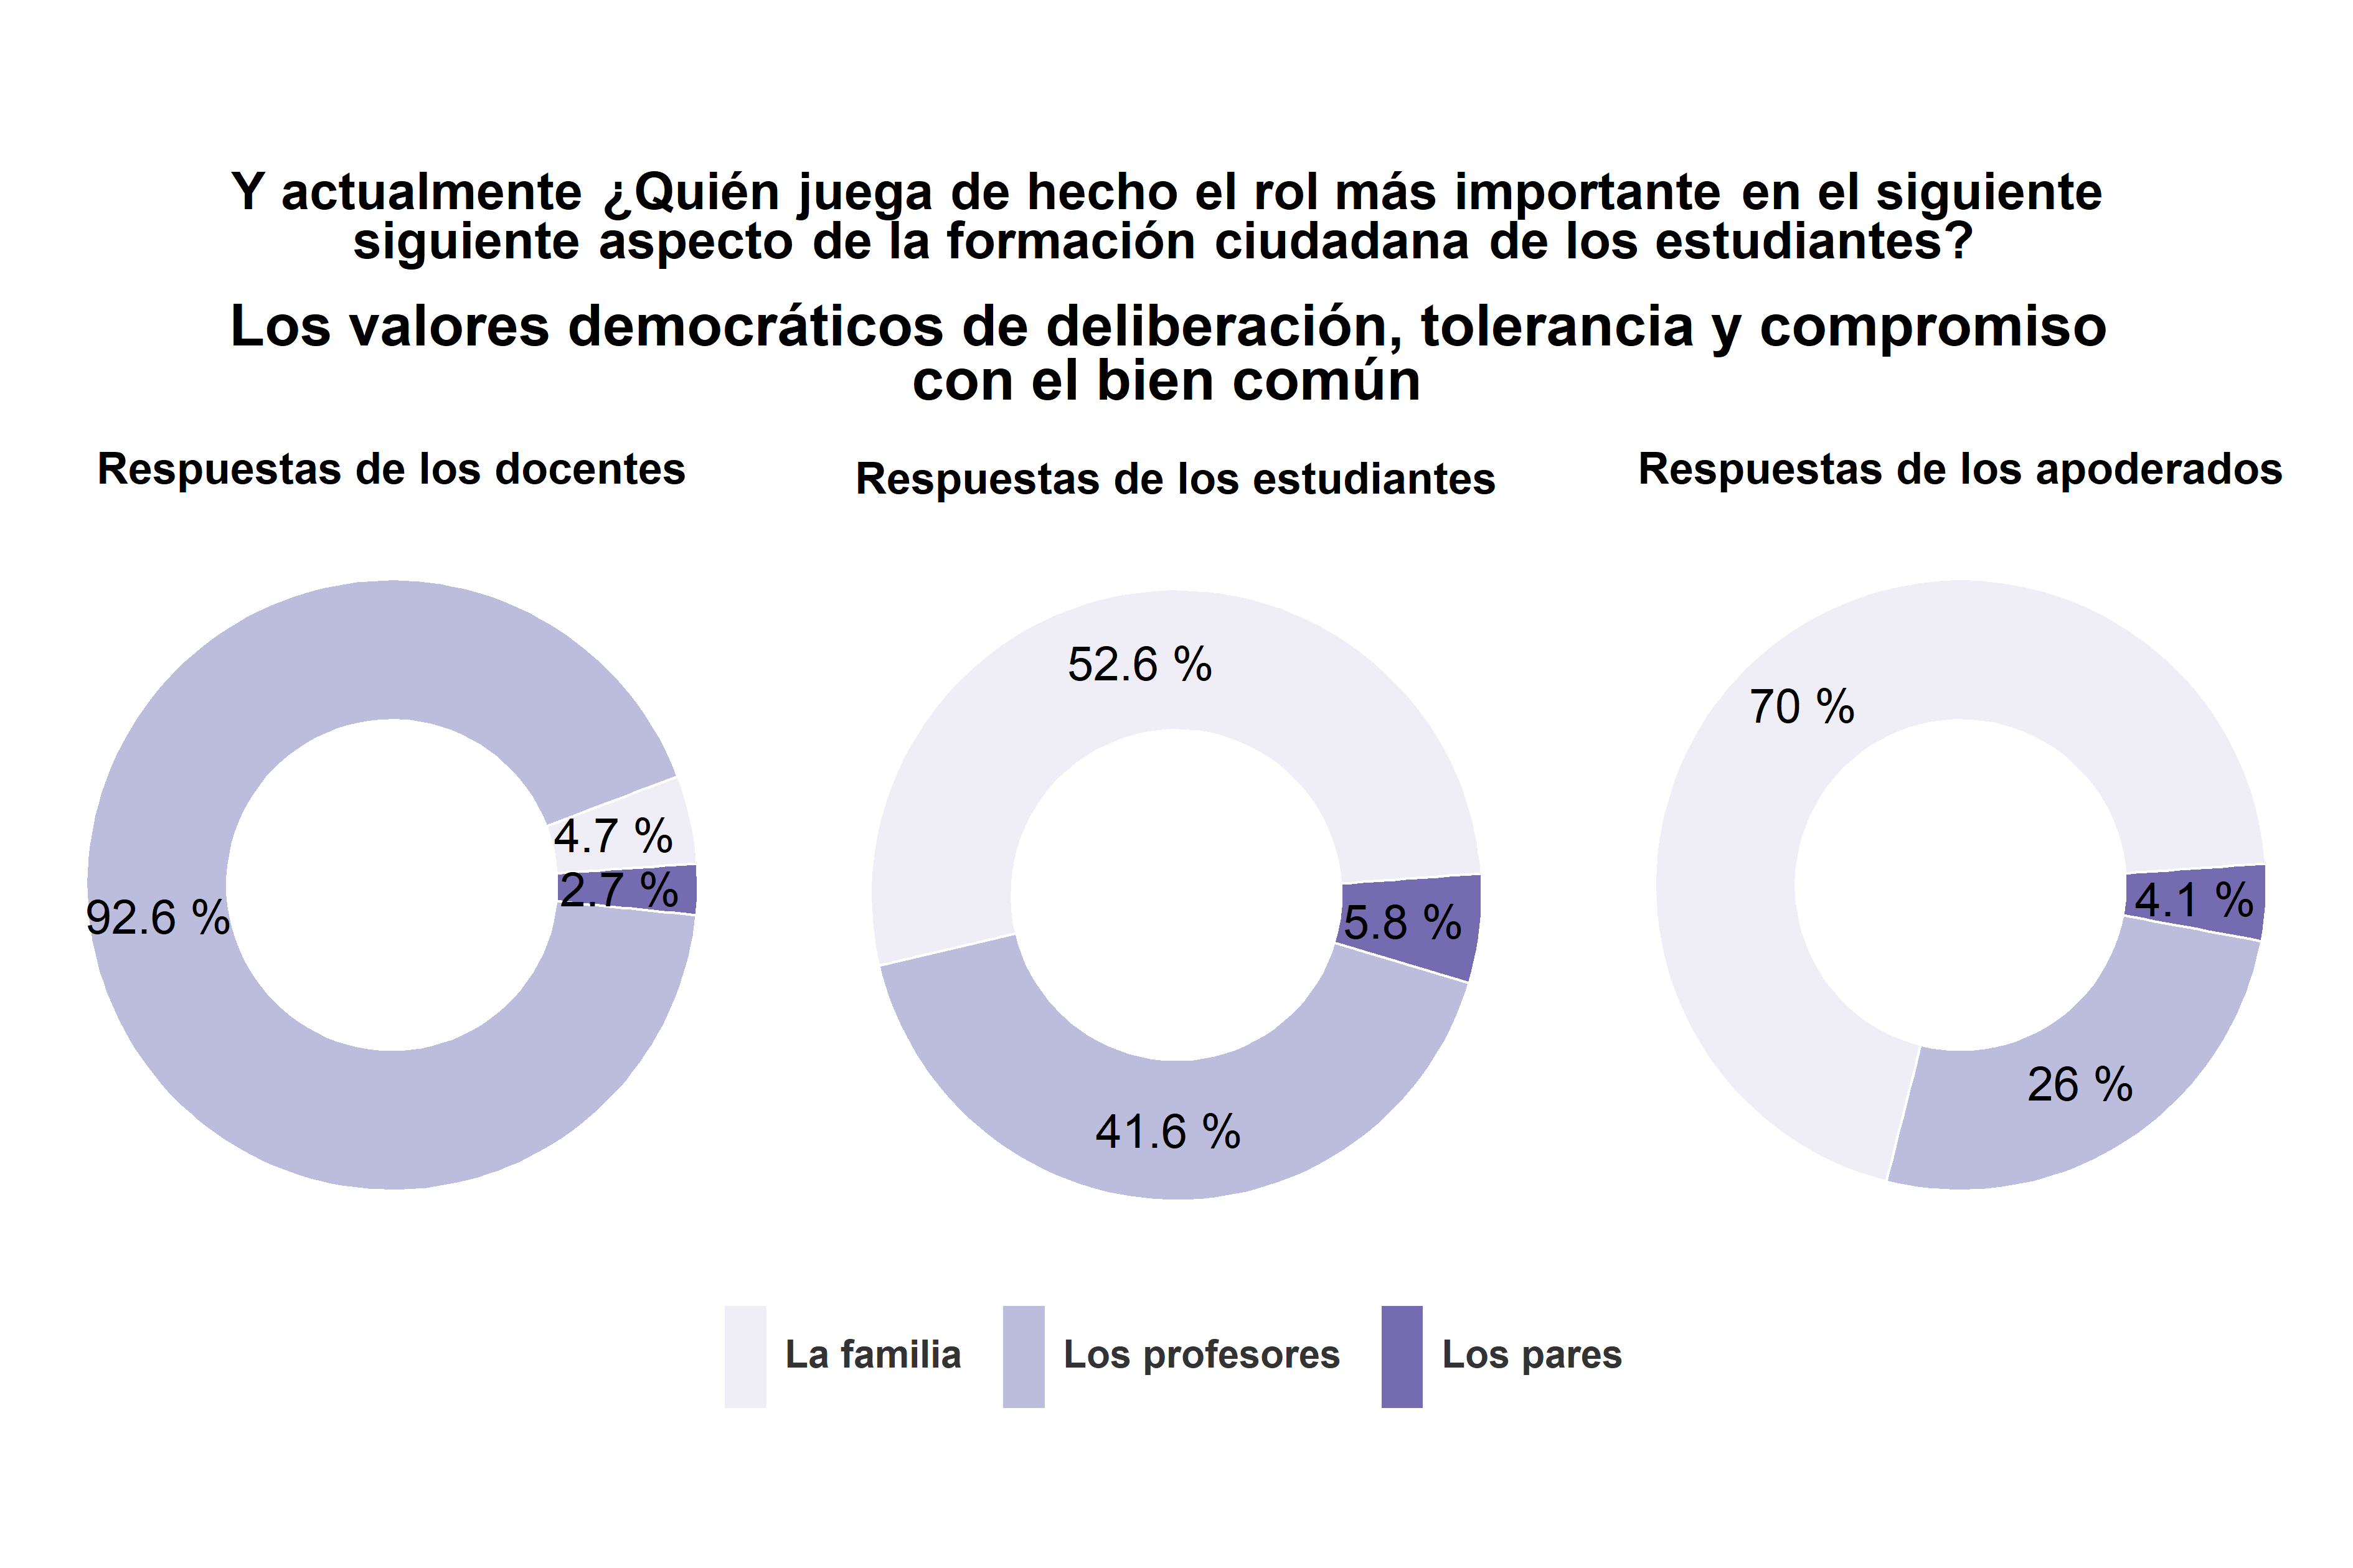 Y actualmente ¿Quién juega de hecho el rol más importante en el siguiente
siguiente aspecto de la formación ciudadana de los estudiantes?
Los valores democráticos de deliberación, tolerancia y compromiso
con el bien común
Respuestas de los docentes
92.6 %
4.7 %
2.7 %
Respuestas de los estudiantes
52.6 %
5.8 %
41.6 %
Respuestas de los apoderados
70 %
4.1 %
26 %
La familia
Los profesores
Los pares